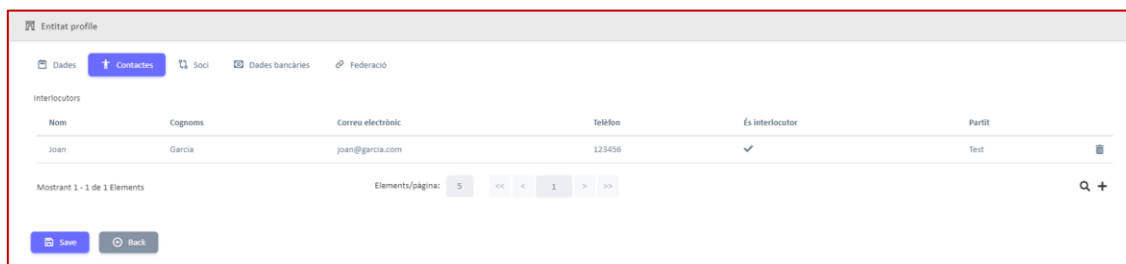 Entitat profile
Dades Contactes Soci Dades bancàries Federació
Interlocutors
Nom Cognoms Correu electrònic Telèfon És interlocutor Partit
Joan Garcia joan@garcia.com 123456 Test
Mostrant 1 - 1 de 1 Elements Elements/pàgina: 5 << < 1 > >>
Save Back